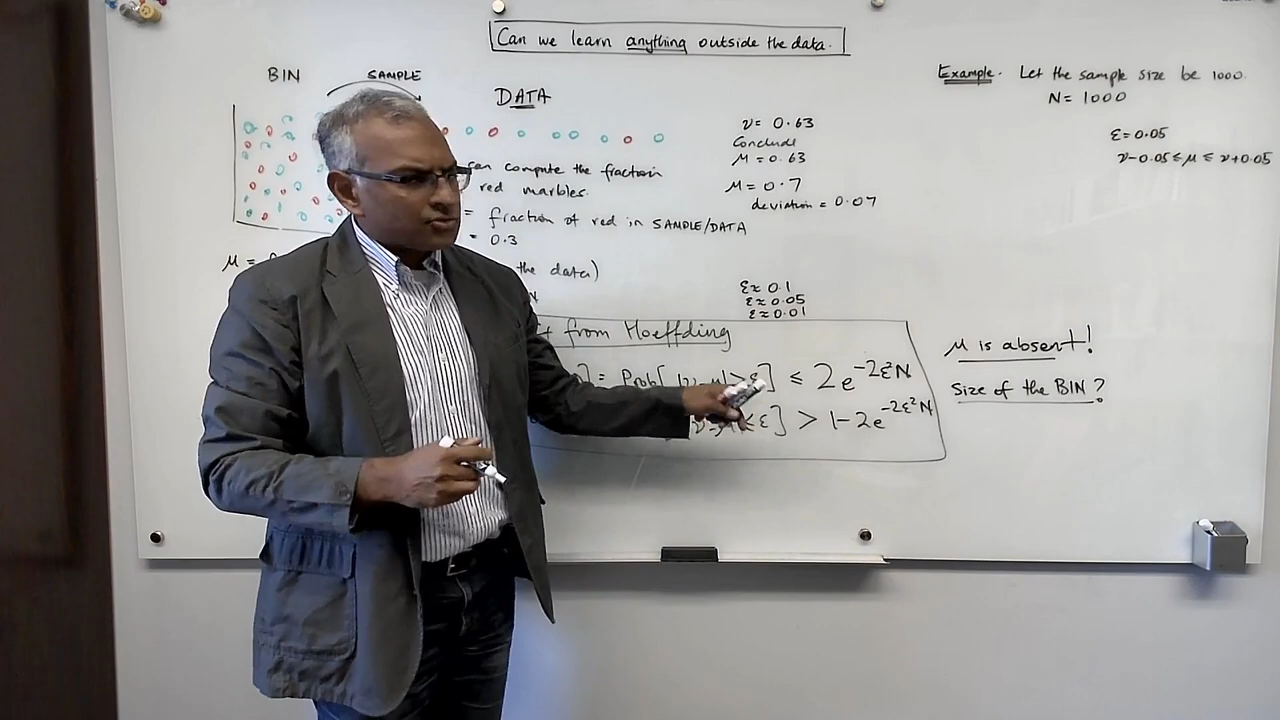 Can we learn anything outside the data.
BIN
SAMPLE
DATA
can compute the fraction
red marbles.
= fraction of red in SAMPLE/DATA
= 0.3
μ =
the data)
ν = 0.63
Conclude
μ = 0.63
μ = 0.7
deviation = 0.07
ε≈ 0.1
ε≈ 0.05
ε≈ 0.01
from Hoeffding
] = Prob[ |ν-μ|>ε] ≤ 2e^{-2ε²N}
ν-μ|≤ε] > 1-2e^{-2ε²N}
μ is absent!
Size of the BIN?
Example. Let the sample size be 1000.
N = 1000
ε=0.05
ν-0.05≤μ≤ν+0.05